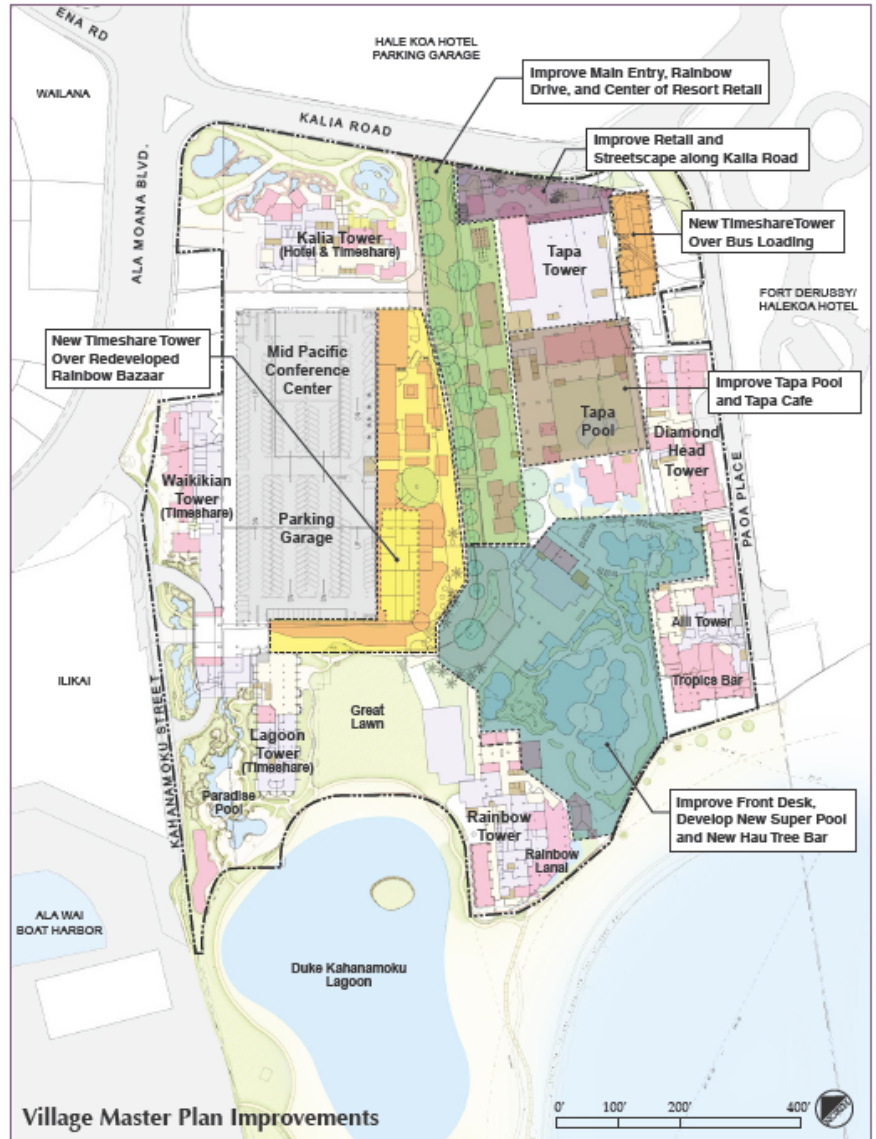 ENA RD
HALE KOA HOTEL
PARKING GARAGE
WAILANA
KALIA ROAD
ALA MOANA BLVD.
Improve Main Entry, Rainbow
Drive, and Center of Resort Retail
Improve Retail and
Streetscape along Kalia Road
New TimeshareTower
Over Bus Loading
Kalia Tower
(Hotel & Timeshare)
Tapa
Tower
FORT DERUSSY/
HALEKOA HOTEL
New Timeshare Tower
Over Redeveloped
Rainbow Bazaar
Mid Pacific
Conference
Center
Improve Tapa Pool
and Tapa Cafe
Tapa
Pool
Diamond
Head
Tower
PAOA PLACE
Waikikian
Tower
(Timeshare)
Parking
Garage
Alii Tower
Tropics Bar
ILIKAI
KAHANAMOKU STREET
Great
Lawn
Lagoon
Tower
(Timeshare)
Paradise
Pool
Rainbow
Tower
Rainbow
Lanai
Improve Front Desk,
Develop New Super Pool
and New Hau Tree Bar
ALA WAI
BOAT HARBOR
Duke Kahanamoku
Lagoon
Village Master Plan Improvements
0' 100' 200' 400'
NORTH